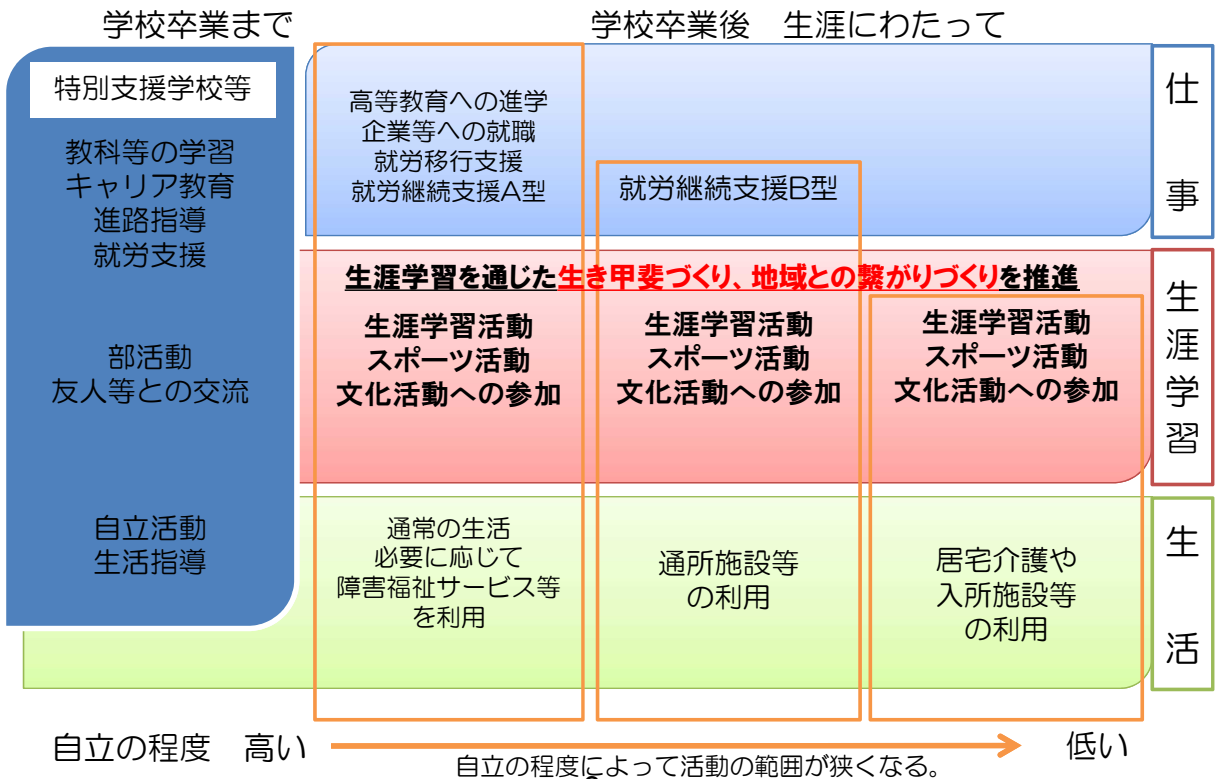 学校卒業まで
学校卒業後　生涯にわたって
特別支援学校等
教科等の学習
キャリア教育
進路指導
就労支援
部活動
友人等との交流
自立活動
生活指導
高等教育への進学
企業等への就職
就労移行支援
就労継続支援A型
就労継続支援B型
仕事
生涯学習を通じた生き甲斐づくり、地域との繋がりづくりを推進
生涯学習活動
スポーツ活動
文化活動への参加
生涯学習活動
スポーツ活動
文化活動への参加
生涯学習活動
スポーツ活動
文化活動への参加
生涯学習
通常の生活
必要に応じて
障害福祉サービス等
を利用
通所施設等
の利用
居宅介護や
入所施設等
の利用
生活
自立の程度　高い
低い
自立の程度によって活動の範囲が狭くなる。